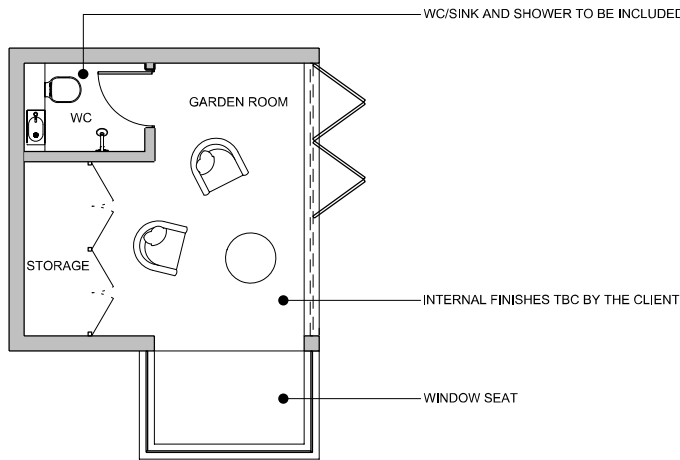 WC/SINK AND SHOWER TO BE INCLUDED
GARDEN ROOM
WC
STORAGE
INTERNAL FINISHES TBC BY THE CLIENT
WINDOW SEAT